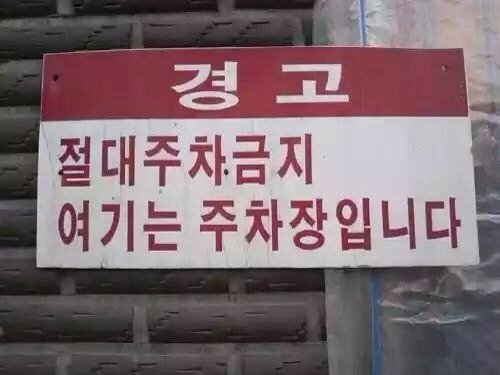 경고
절대주차금지
여기는 주차장입니다